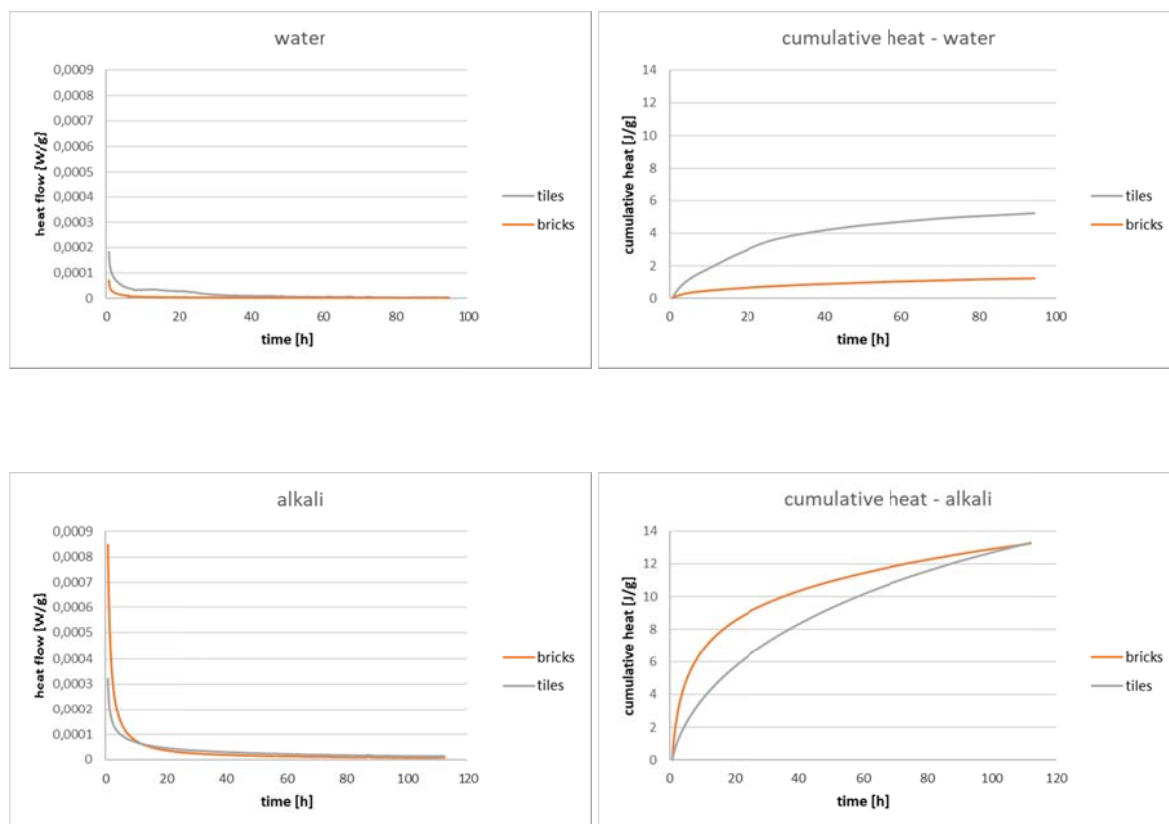 water
0,0009
0,0008
0,0007
0,0006
0,0005
0,0004
0,0003
0,0002
0,0001
0
heat flow [W/g]
0 20 40 60 80 100
time [h]
tiles
bricks
cumulative heat - water
14
12
10
8
6
4
2
0
cumulative heat [J/g]
0 20 40 60 80 100
time [h]
tiles
bricks
alkali
0,0009
0,0008
0,0007
0,0006
0,0005
0,0004
0,0003
0,0002
0,0001
0
heat flow [W/g]
0 20 40 60 80 100 120
time [h]
bricks
tiles
cumulative heat - alkali
14
12
10
8
6
4
2
0
cumulative heat [J/g]
0 20 40 60 80 100 120
time [h]
bricks
tiles